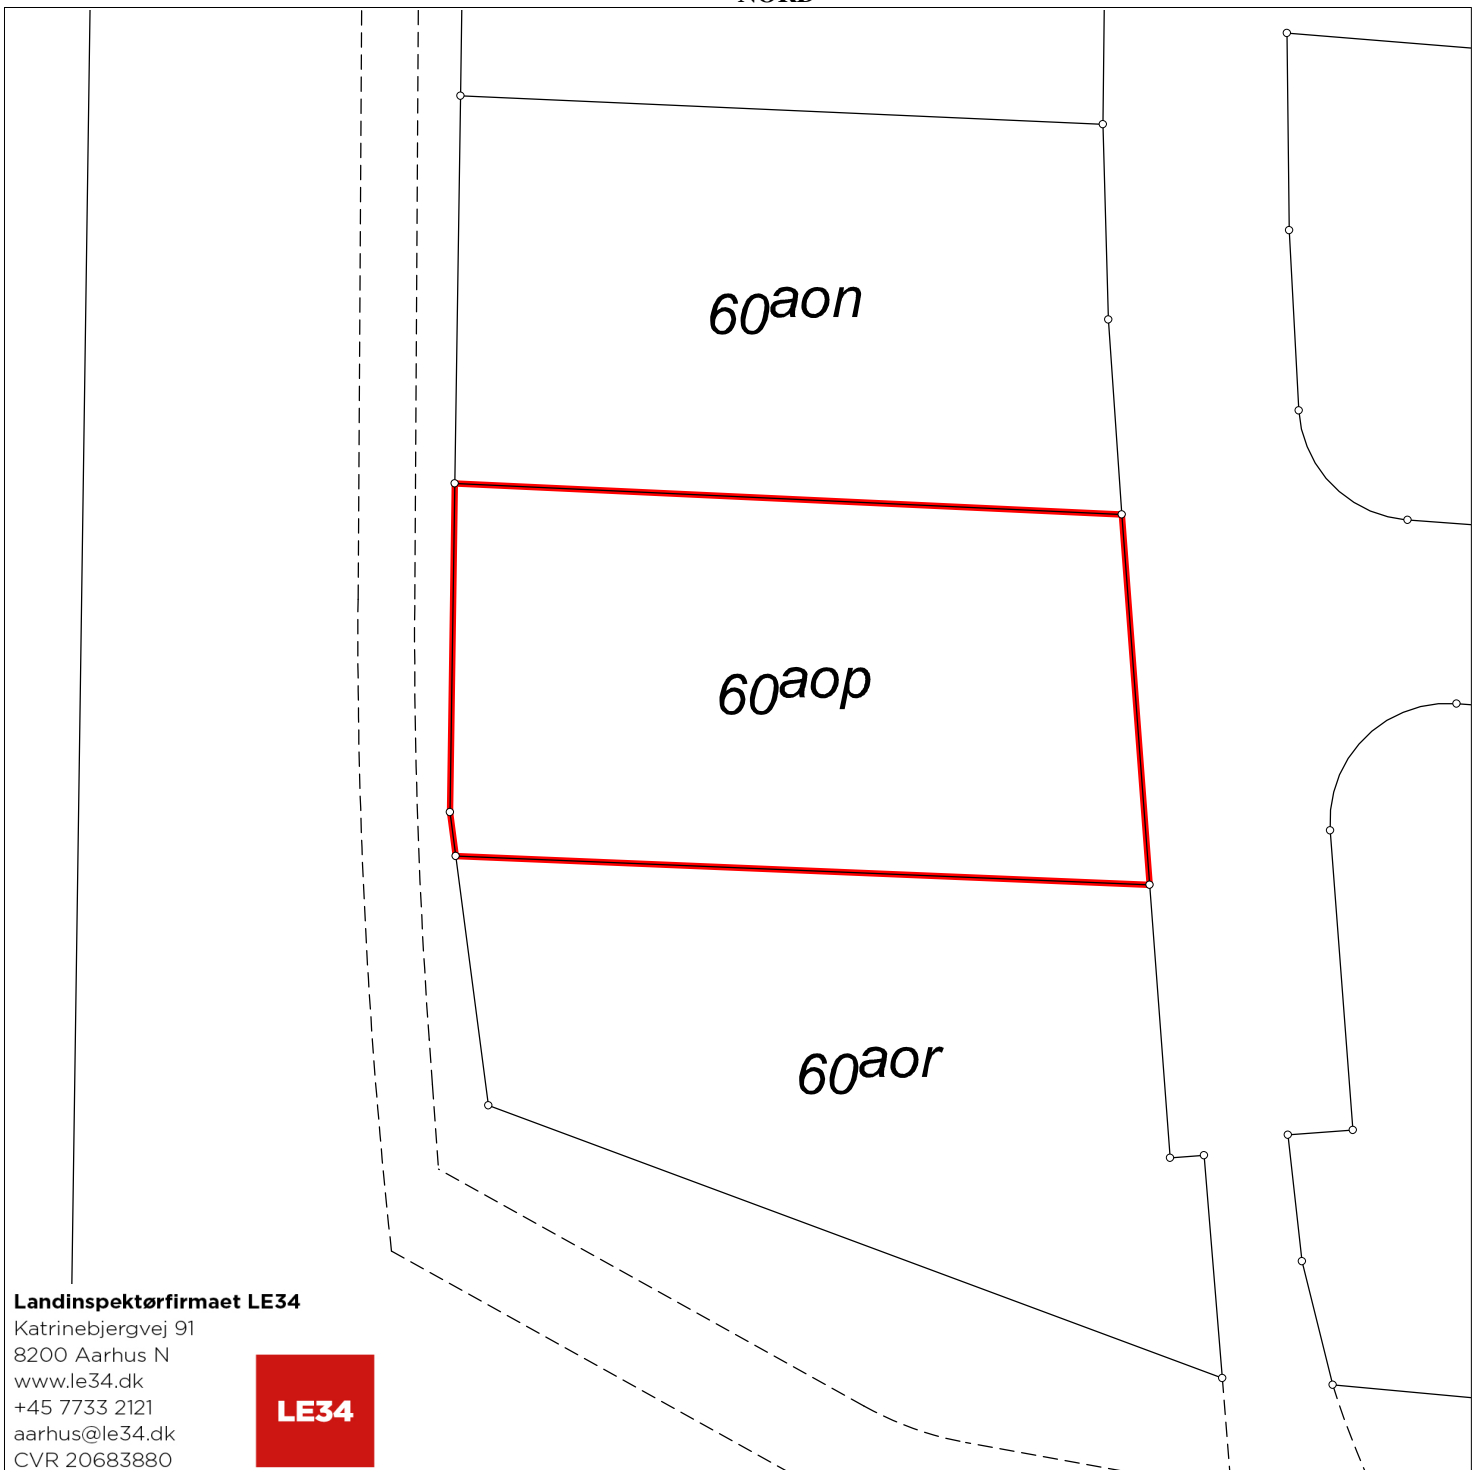 NORD
60aon
60aop
60aor
Landinspektørfirmaet LE34
Katrinebjergvej 91
8200 Aarhus N
www.le34.dk
+45 7733 2121
aarhus@le34.dk
CVR 20683880
LE34